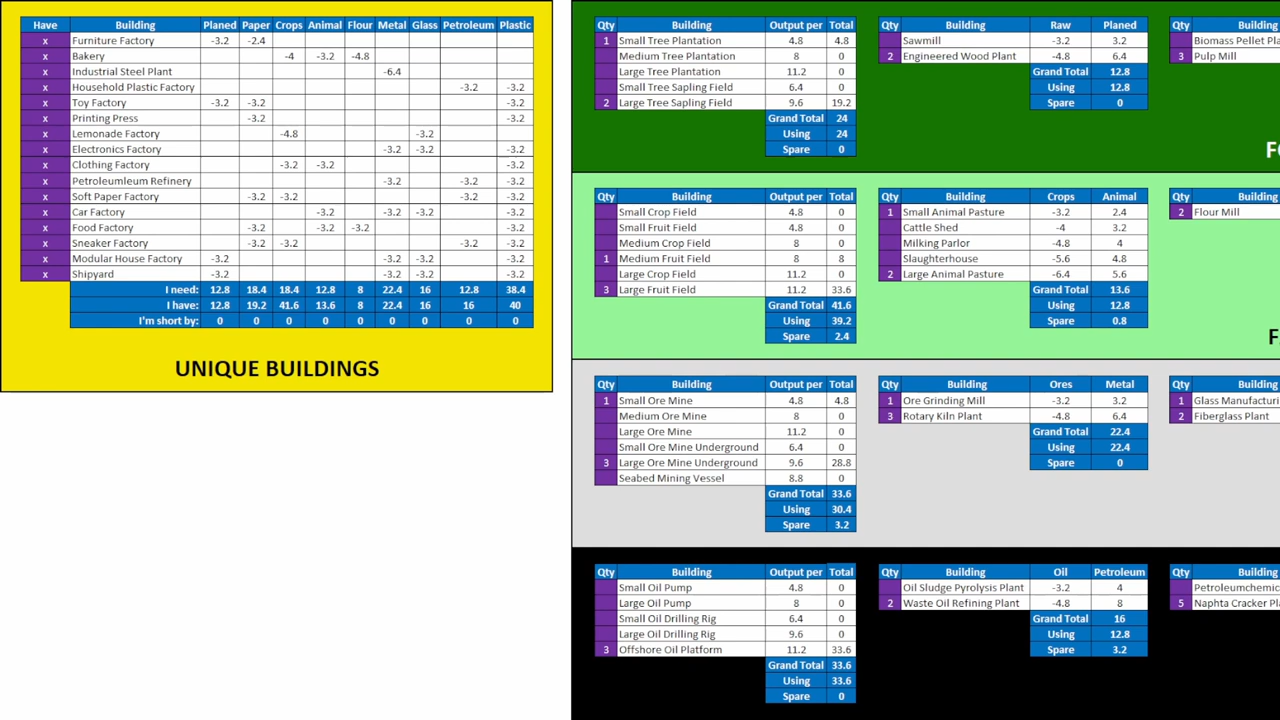 Have Building Planed Paper Crops Animal Flour Metal Glass Petroleum Plastic
x Furniture Factory -3.2 -2.4
x Bakery -4 -3.2 -4.8
x Industrial Steel Plant -6.4
x Household Plastic Factory -3.2 -3.2
x Toy Factory -3.2 -3.2 -3.2
x Printing Press -3.2 -3.2
x Lemonade Factory -4.8 -3.2
x Electronics Factory -3.2 -3.2 -3.2
x Clothing Factory -3.2 -3.2 -3.2
x Petroleumleum Refinery -3.2 -3.2 -3.2
x Soft Paper Factory -3.2 -3.2 -3.2 -3.2
x Car Factory -3.2 -3.2 -3.2 -3.2
x Food Factory -3.2 -3.2 -3.2 -3.2
x Sneaker Factory -3.2 -3.2 -3.2 -3.2
x Modular House Factory -3.2 -3.2 -3.2 -3.2
x Shipyard -3.2 -3.2 -3.2 -3.2
I need: 12.8 18.4 18.4 12.8 8 22.4 16 12.8 38.4
I have: 12.8 19.2 41.6 13.6 8 22.4 16 16 40
I'm short by: 0 0 0 0 0 0 0 0 0
UNIQUE BUILDINGS
Qty Building Output per Total
1 Small Tree Plantation 4.8 4.8
Medium Tree Plantation 8 0
Large Tree Plantation 11.2 0
Small Tree Sapling Field 6.4 0
2 Large Tree Sapling Field 9.6 19.2
Grand Total 24
Using 24
Spare 0
Qty Building Raw Planed
Sawmill -3.2 3.2
2 Engineered Wood Plant -4.8 6.4
Grand Total 12.8
Using 12.8
Spare 0
Qty Building
Biomass Pellet Pla
3 Pulp Mill
F
Qty Building Output per Total
Small Crop Field 4.8 0
Small Fruit Field 4.8 0
Medium Crop Field 8 0
1 Medium Fruit Field 8 8
Large Crop Field 11.2 0
3 Large Fruit Field 11.2 33.6
Grand Total 41.6
Using 39.2
Spare 2.4
Qty Building Crops Animal
1 Small Animal Pasture -3.2 2.4
Cattle Shed -4 3.2
Milking Parlor -4.8 4
Slaughterhouse -5.6 4.8
2 Large Animal Pasture -6.4 5.6
Grand Total 13.6
Using 12.8
Spare 0.8
Qty Building
2 Flour Mill
F
Qty Building Output per Total
1 Small Ore Mine 4.8 4.8
Medium Ore Mine 8 0
Large Ore Mine 11.2 0
Small Ore Mine Underground 6.4 0
3 Large Ore Mine Underground 9.6 28.8
Seabed Mining Vessel 8.8 0
Grand Total 33.6
Using 30.4
Spare 3.2
Qty Building Ores Metal
1 Ore Grinding Mill -3.2 3.2
3 Rotary Kiln Plant -4.8 6.4
Grand Total 22.4
Using 22.4
Spare 0
Qty Building
1 Glass Manufacturi
2 Fiberglass Plant
Qty Building Output per Total
Small Oil Pump 4.8 0
Large Oil Pump 8 0
Small Oil Drilling Rig 6.4 0
Large Oil Drilling Rig 9.6 0
3 Offshore Oil Platform 11.2 33.6
Grand Total 33.6
Using 33.6
Spare 0
Qty Building Oil Petroleum
Oil Sludge Pyrolysis Plant -3.2 4
2 Waste Oil Refining Plant -4.8 8
Grand Total 16
Using 12.8
Spare 3.2
Qty Building
Petroleumchemic
5 Naphta Cracker Pla